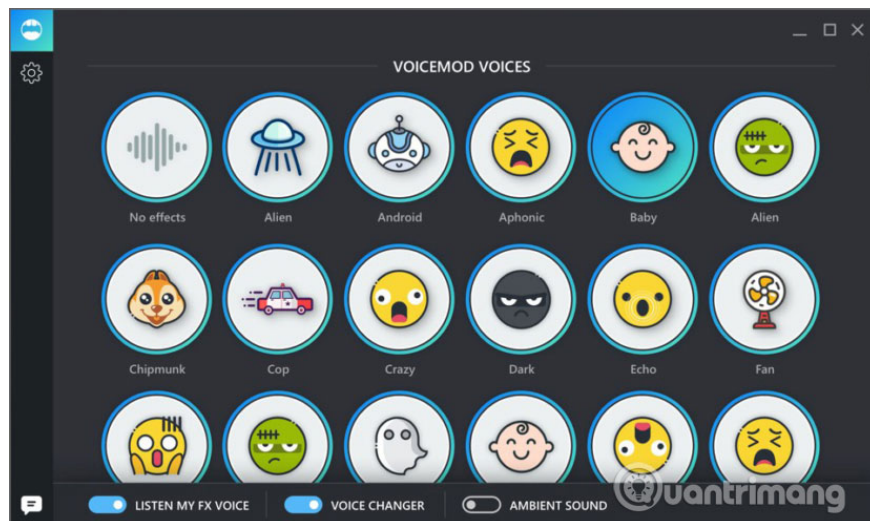 VOICEMOD VOICES
No effects
Alien
Android
Aphonic
Baby
Alien
Chipmunk
Cop
Crazy
Dark
Echo
Fan
LISTEN MY FX VOICE
VOICE CHANGER
AMBIENT SOUND
uantrimang